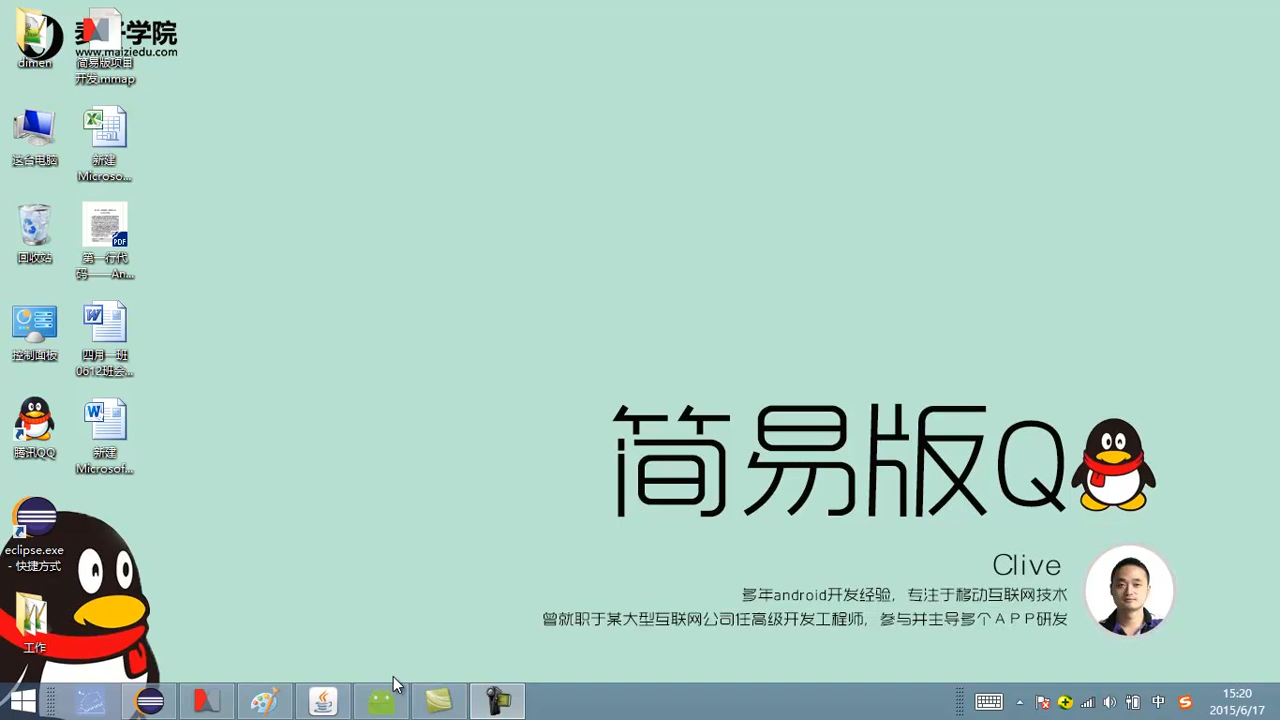 麦子学院
www.maiziedu.com
dimen
简易版项目
开发.mmap
这台电脑
新建
Microso...
回收站
第一行代
码——An...
控制面板
四月一班
0612班会...
腾讯QQ
新建
Microsof...
eclipse.exe
- 快捷方式
工作
PDF
简易版Q
Clive
多年android开发经验，专注于移动互联网技术
曾就职于某大型互联网公司任高级开发工程师，参与并主导多个APP研发
中
15:20
2015/6/17